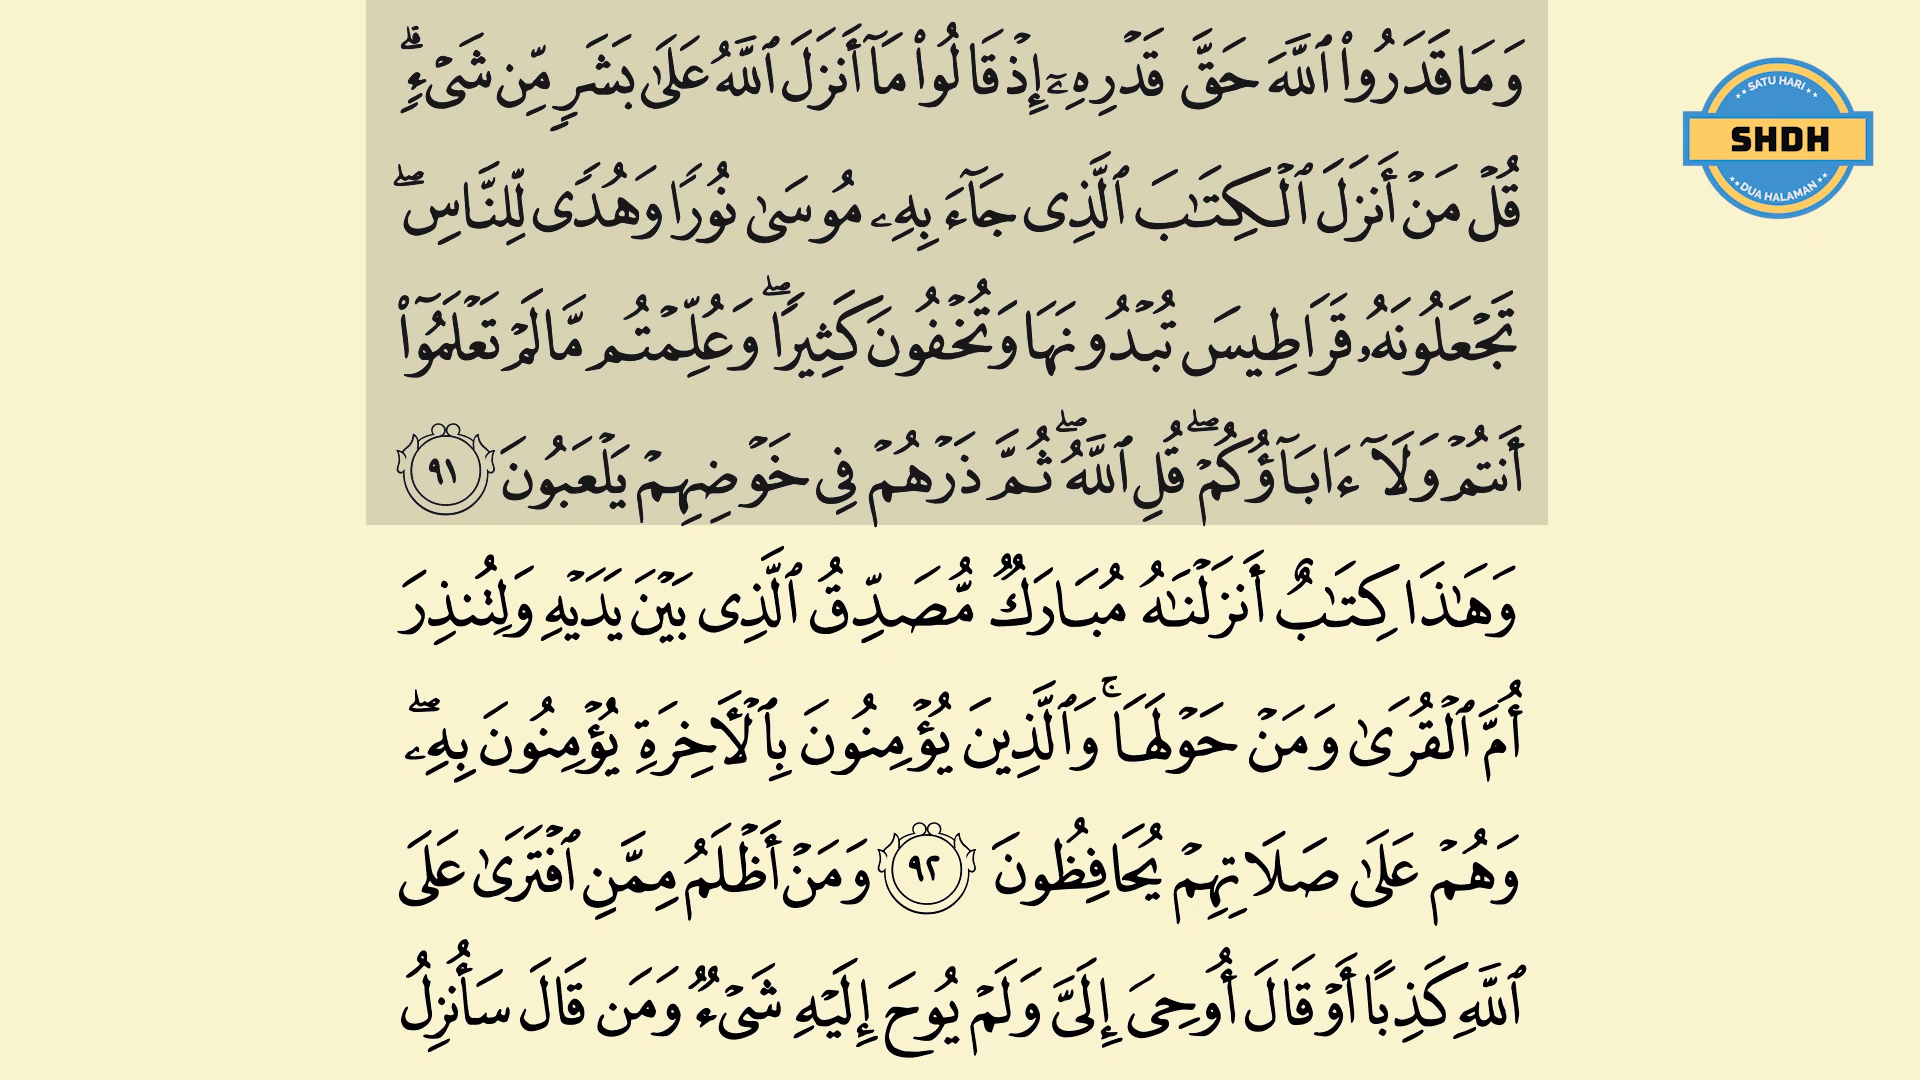 وَمَا قَدَرُوا۟ ٱللَّهَ حَقَّ قَدْرِهِۦٓ إِذْ قَالُوا۟ مَآ أَنزَلَ ٱللَّهُ عَلَىٰ بَشَرٍ مِّن شَىْءٍ ۗ
قُلْ مَنْ أَنزَلَ ٱلْكِتَـٰبَ ٱلَّذِى جَآءَ بِهِۦ مُوسَىٰ نُورًا وَهُدًى لِّلنَّاسِ ۖ
تَجْعَلُونَهُۥ قَرَاطِيسَ تُبْدُونَهَا وَتُخْفُونَ كَثِيرًا ۖ وَعُلِّمْتُم مَّا لَمْ تَعْلَمُوٓا۟
أَنتُمْ وَلَآ ءَابَآؤُكُمْ ۖ قُلِ ٱللَّهُ ۖ ثُمَّ ذَرْهُمْ فِى خَوْضِهِمْ يَلْعَبُونَ ٩١
وَهَـٰذَا كِتَـٰبٌ أَنزَلْنَـٰهُ مُبَارَكٌ مُّصَدِّقُ ٱلَّذِى بَيْنَ يَدَيْهِ وَلِتُنذِرَ
أُمَّ ٱلْقُرَىٰ وَمَنْ حَوْلَهَا ۚ وَٱلَّذِينَ يُؤْمِنُونَ بِٱلْأَخِرَةِ يُؤْمِنُونَ بِهِۦ ۖ
وَهُمْ عَلَىٰ صَلَاتِهِمْ يُحَافِظُونَ ٩٢ وَمَنْ أَظْلَمُ مِمَّنِ ٱفْتَرَىٰ عَلَى
ٱللَّهِ كَذِبًا أَوْ قَالَ أُوحِىَ إِلَىَّ وَلَمْ يُوحَ إِلَيْهِ شَىْءٌ وَمَن قَالَ سَأُنزِلُ
SATU HARI
SHDH
DUA HALAMAN